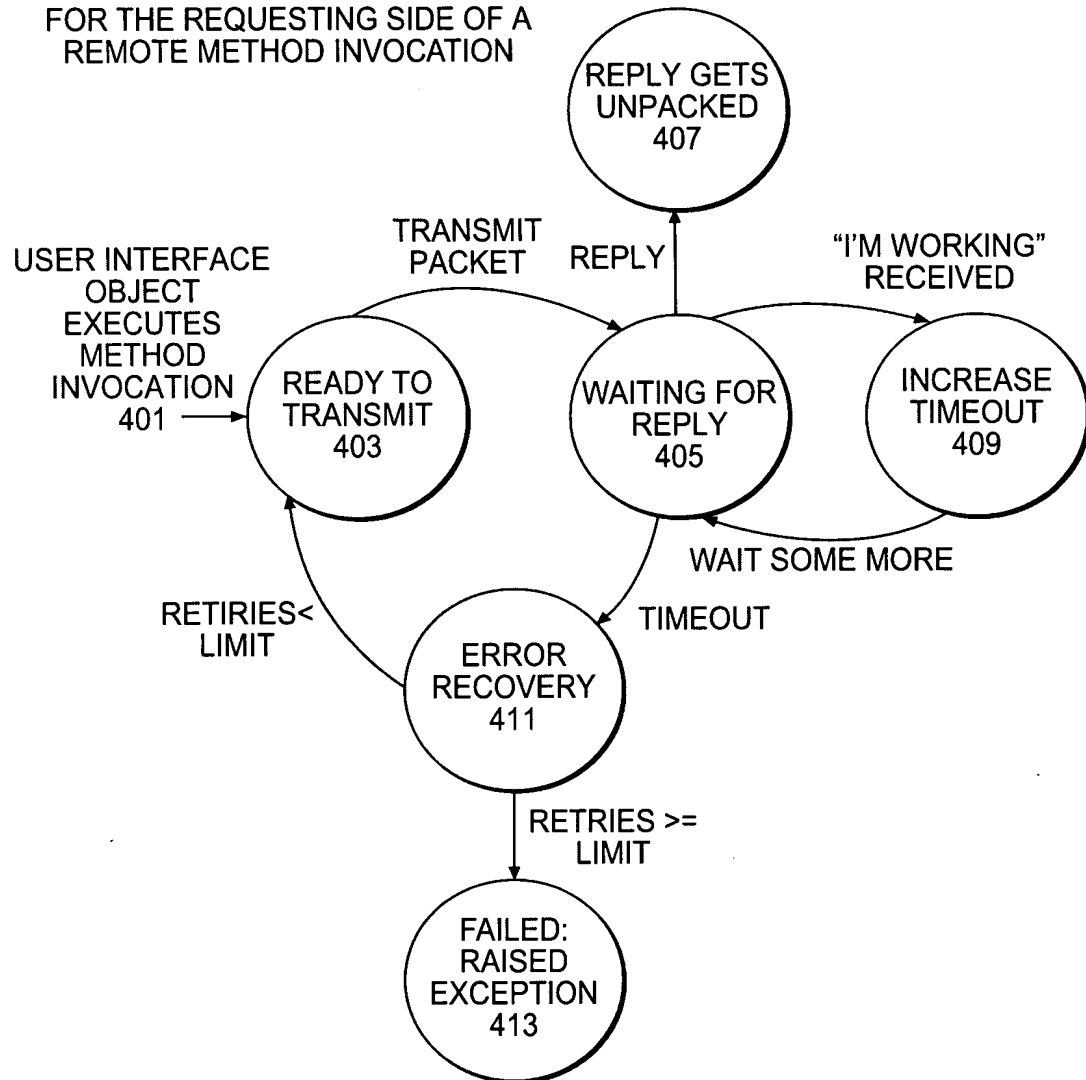 FOR THE REQUESTING SIDE OF A
REMOTE METHOD INVOCATION
REPLY GETS
UNPACKED
407
TRANSMIT
PACKET
REPLY
"I'M WORKING"
RECEIVED
USER INTERFACE
OBJECT
EXECUTES
METHOD
INVOCATION
401
READY TO
TRANSMIT
403
WAITING FOR
REPLY
405
INCREASE
TIMEOUT
409
WAIT SOME MORE
TIMEOUT
RETIRIES<
LIMIT
ERROR
RECOVERY
411
RETRIES >=
LIMIT
FAILED:
RAISED
EXCEPTION
413